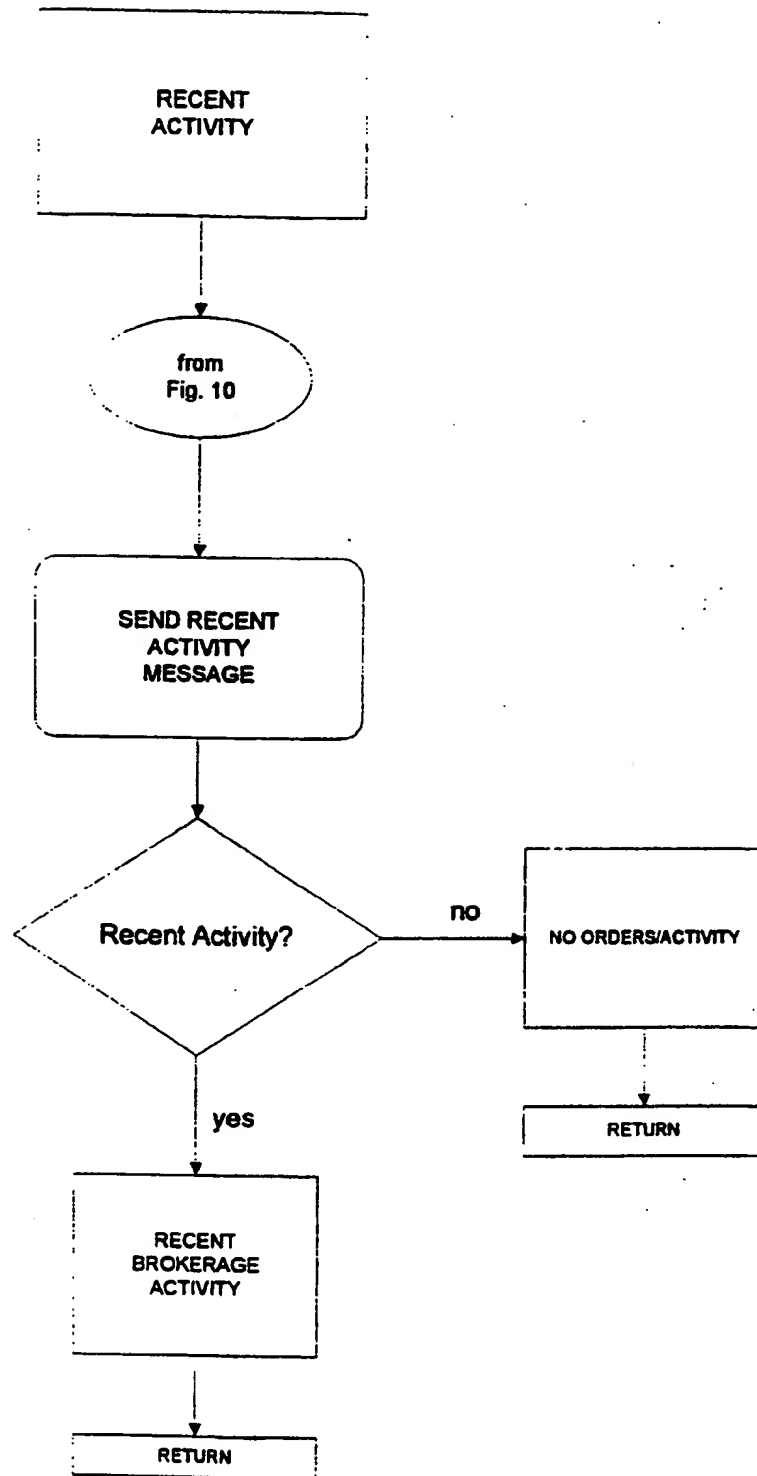 RECENT
ACTIVITY
from
Fig. 10
SEND RECENT
ACTIVITY
MESSAGE
Recent Activity?
no
NO ORDERS/ACTIVITY
RETURN
yes
RECENT
BROKERAGE
ACTIVITY
RETURN